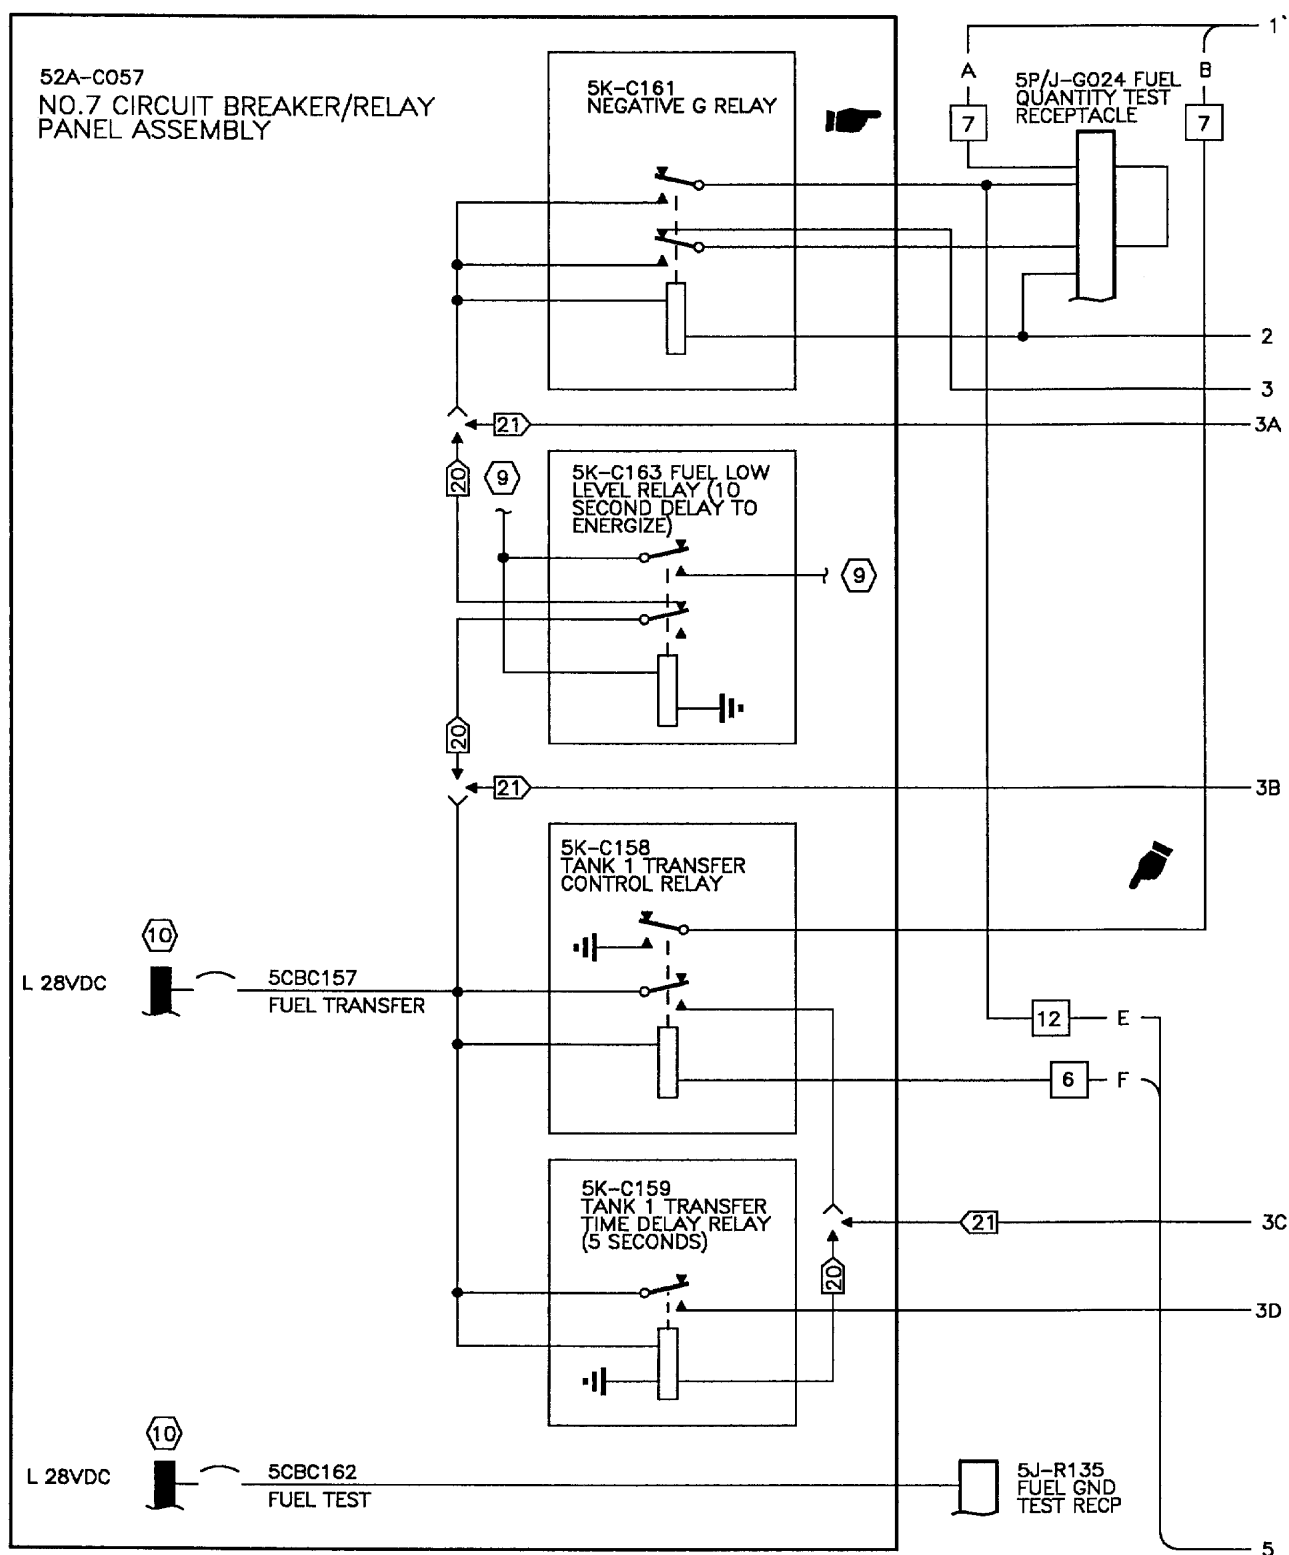 1
A
B
52A-C057
NO.7 CIRCUIT BREAKER/RELAY
PANEL ASSEMBLY
5K-C161
NEGATIVE G RELAY
5P/J-G024 FUEL
QUANTITY TEST
RECEPTACLE
7
7
2
3
21
3A
20
9
5K-C163 FUEL LOW
LEVEL RELAY (10
SECOND DELAY TO
ENERGIZE)
9
20
21
3B
5K-C158
TANK 1 TRANSFER
CONTROL RELAY
10
L 28VDC
5CBC157
FUEL TRANSFER
12
E
6
F
5K-C159
TANK 1 TRANSFER
TIME DELAY RELAY
(5 SECONDS)
21
3C
20
3D
10
L 28VDC
5CBC162
FUEL TEST
5J-R135
FUEL GND
TEST RECP
5